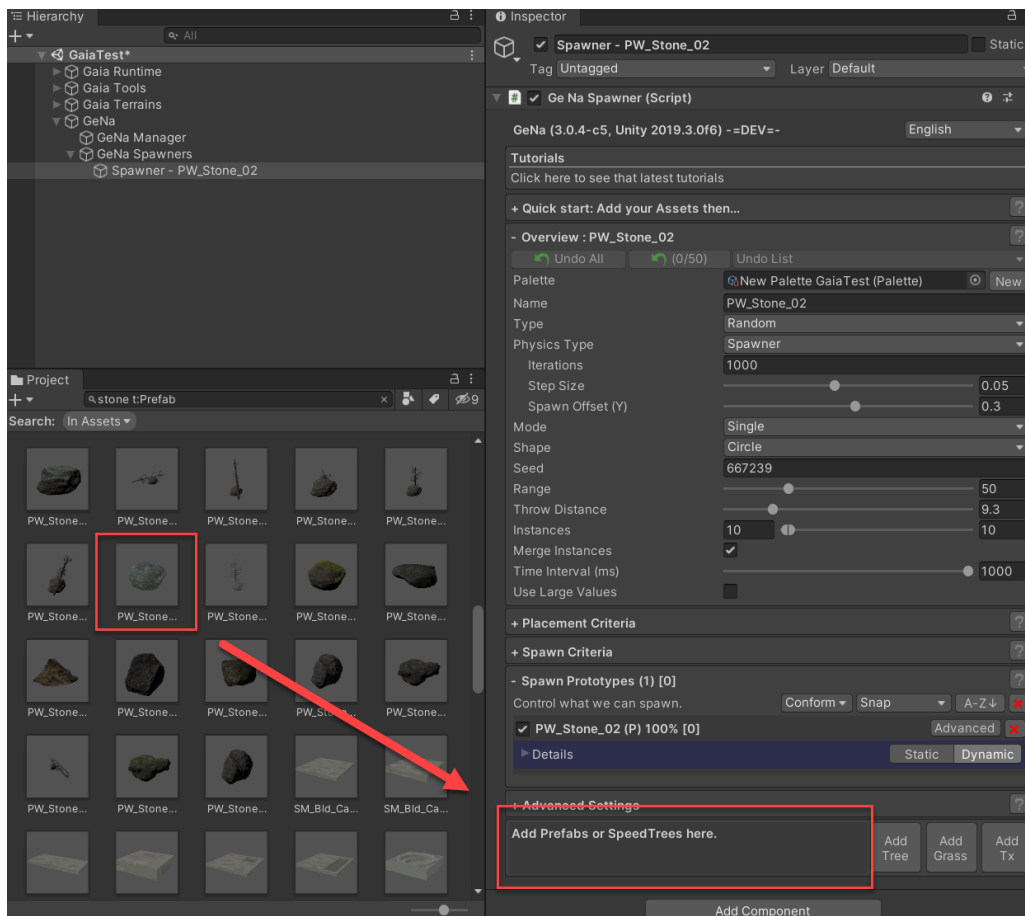 Hierarchy
All
GaiaTest*
Gaia Runtime
Gaia Tools
Gaia Terrains
GeNa
GeNa Manager
GeNa Spawners
Spawner - PW_Stone_02
Project
stone t:Prefab
9
Search: In Assets
PW_Stone... PW_Stone... PW_Stone... PW_Stone... PW_Stone...
PW_Stone... PW_Stone... PW_Stone... PW_Stone... PW_Stone...
PW_Stone... PW_Stone... PW_Stone... PW_Stone... PW_Stone...
PW_Stone... PW_Stone... PW_Stone... SM_Bld_Ca... SM_Bld_Ca...
Inspector
Spawner - PW_Stone_02 Static
Tag Untagged Layer Default
# Ge Na Spawner (Script)
GeNa (3.0.4-c5, Unity 2019.3.0f6) -=DEV=- English
Tutorials
Click here to see that latest tutorials
+ Quick start: Add your Assets then... ?
- Overview : PW_Stone_02 ?
Undo All (0/50) Undo List
Palette New Palette GaiaTest (Palette) New
Name PW_Stone_02
Type Random
Physics Type Spawner
Iterations 1000
Step Size 0.05
Spawn Offset (Y) 0.3
Mode Single
Shape Circle
Seed 667239
Range 50
Throw Distance 9.3
Instances 10 10
Merge Instances
Time Interval (ms) 1000
Use Large Values
+ Placement Criteria ?
+ Spawn Criteria ?
- Spawn Prototypes (1) [0] ?
Control what we can spawn. Conform Snap A-Z↓
PW_Stone_02 (P) 100% [0] Advanced
Details Static Dynamic
+ Advanced Settings ?
Add Prefabs or SpeedTrees here.
Add Tree
Add Grass
Add Tx
Add Component